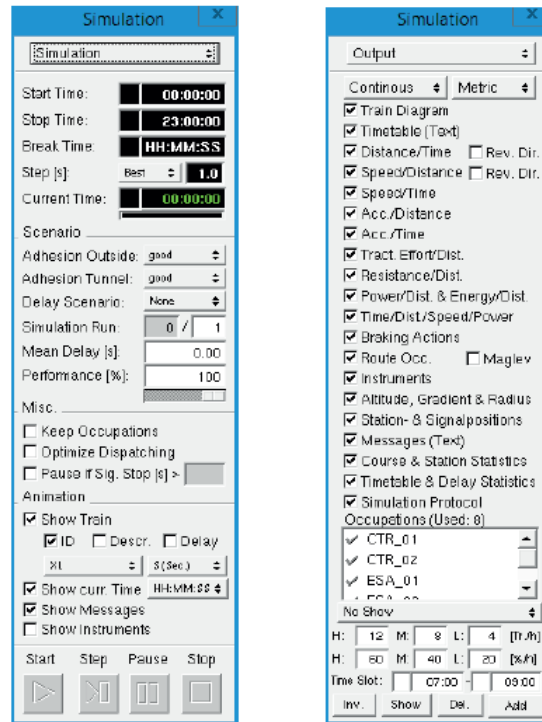 Simulation X
Simulation
Start Time: 00:00:00
Stop Time: 23:00:00
Break Time: HH:MM:SS
Step [s]: Best 1.0
Current Time: 00:00:00
Scenario
Adhesion Outside: good
Adhesion Tunnel: good
Delay Scenario: None
Simulation Run: 0 / 1
Mean Delay [s]: 0.00
Performance [%]: 100
Misc.
Keep Occupations
Optimize Dispatching
Pause if Sig. Stop [s] >
Animation
Show Train
ID Descr. Delay
XL S(Sec.)
Show curr. Time HH:MM:SS
Show Messages
Show Instruments
Start Step Pause Stop
Simulation X
Output
Continous Metric
Train Diagram
Timetable (Text)
Distance/Time Rev. Dir.
Speed/Distance Rev. Dir.
Speed/Time
Acc./Distance
Acc./Time
Tract. Effort/Dist.
Resistance/Dist.
Power/Dist. & Energy/Dist.
Time/Dist./Speed/Power
Braking Actions
Route Occ. Maglev
Instruments
Altitude, Gradient & Radius
Station- & Signalpositions
Messages (Text)
Course & Station Statistics
Timetable & Delay Statistics
Simulation Protocol
Occupations (Used: 8)
CTR_01
CTR_02
ESA_01
No Show
H: 12 M: 8 L: 4 [Tr./h]
H: 60 M: 40 L: 20 [%/h]
Time Slot: 07:00 - 09:00
Inv. Show Del. Add